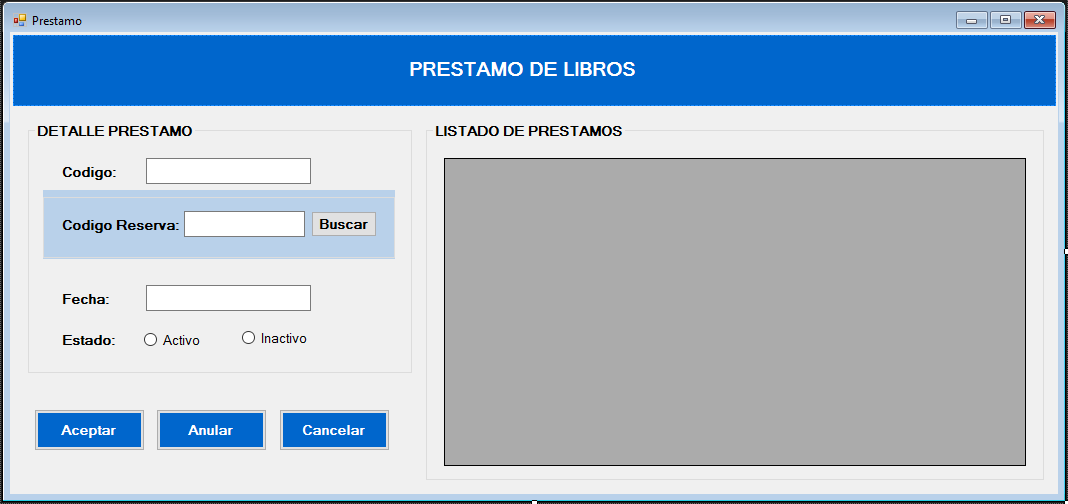 Prestamo
PRESTAMO DE LIBROS
DETALLE PRESTAMO
Codigo:
Codigo Reserva:
Buscar
Fecha:
Estado:
Activo
Inactivo
Aceptar
Anular
Cancelar
LISTADO DE PRESTAMOS